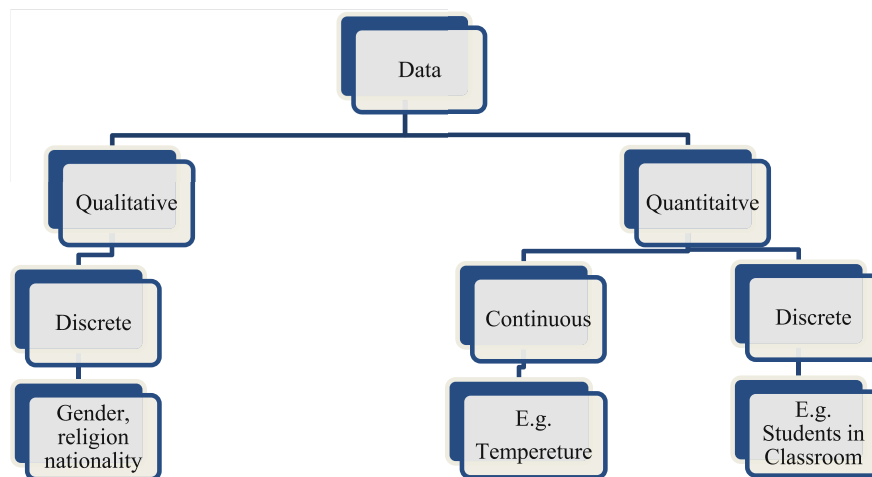 Data
Qualitative
Quantitaitve
Discrete
Continuous
Discrete
Gender,
religion
nationality
E.g.
Tempereture
E.g.
Students in
Classroom